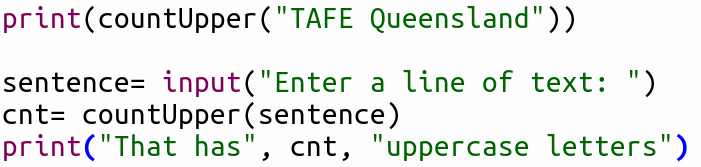 print(countUpper("TAFE Queensland"))
sentence= input("Enter a line of text: ")
cnt= countUpper(sentence)
print("That has", cnt, "uppercase letters")